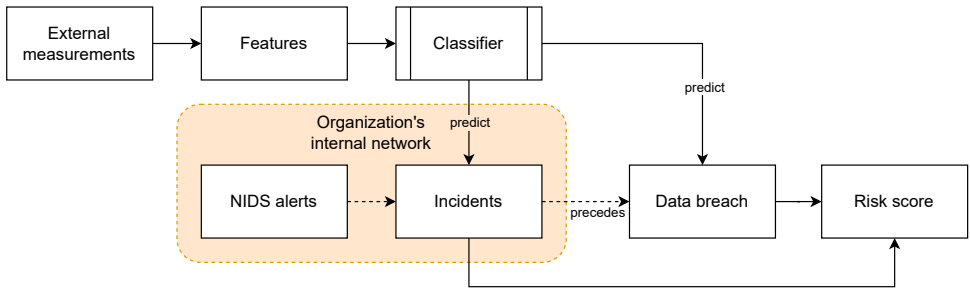 External
measurements
Features
Classifier
predict
Organization's
internal network
predict
NIDS alerts
Incidents
precedes
Data breach
Risk score